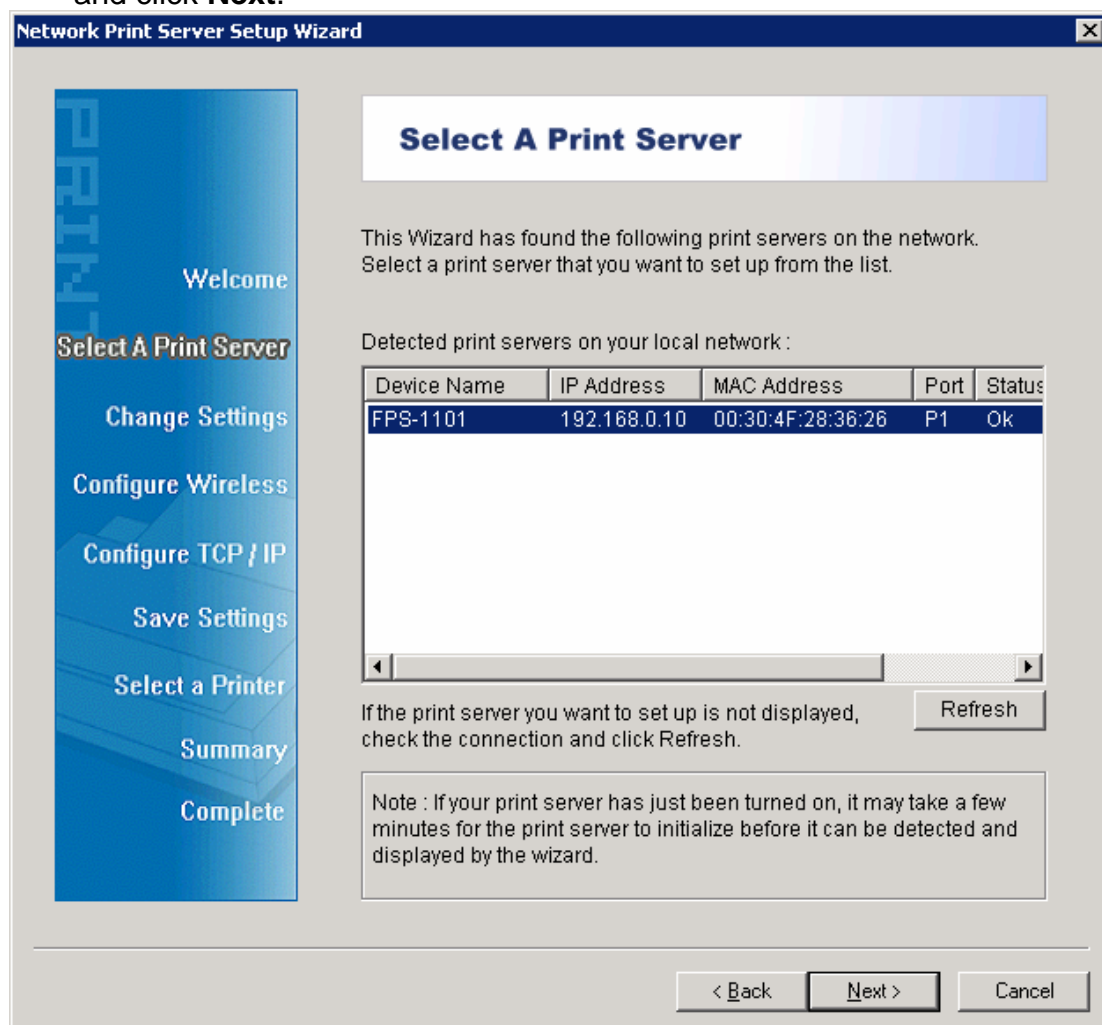 and click Next.
Network Print Server Setup Wizard
PRINT
Welcome
Select A Print Server
Change Settings
Configure Wireless
Configure TCP / IP
Save Settings
Select a Printer
Summary
Complete
Select A Print Server
This Wizard has found the following print servers on the network.
Select a print server that you want to set up from the list.
Detected print servers on your local network :
Device Name IP Address MAC Address Port Status
FPS-1101 192.168.0.10 00:30:4F:28:36:26 P1 Ok
If the print server you want to set up is not displayed,
check the connection and click Refresh.
Refresh
Note : If your print server has just been turned on, it may take a few
minutes for the print server to initialize before it can be detected and
displayed by the wizard.
< Back Next > Cancel